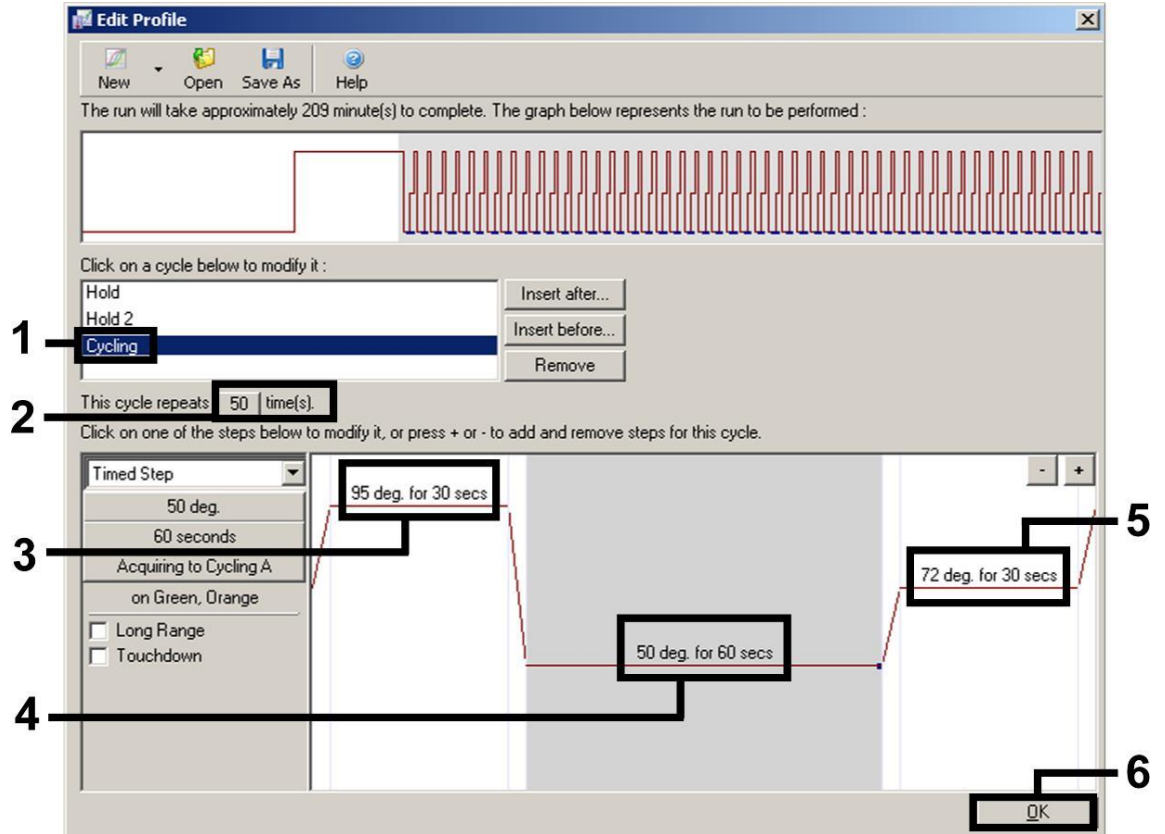 Edit Profile
New Open Save As Help
The run will take approximately 209 minute(s) to complete. The graph below represents the run to be performed :
Click on a cycle below to modify it :
Hold
Hold 2
Cycling
Insert after...
Insert before...
Remove
1
This cycle repeats 50 time(s).
2
Click on one of the steps below to modify it, or press + or - to add and remove steps for this cycle.
Timed Step
50 deg.
60 seconds
Acquiring to Cycling A
on Green, Orange
Long Range
Touchdown
95 deg. for 30 secs
3
50 deg. for 60 secs
4
- +
72 deg. for 30 secs
5
OK
6